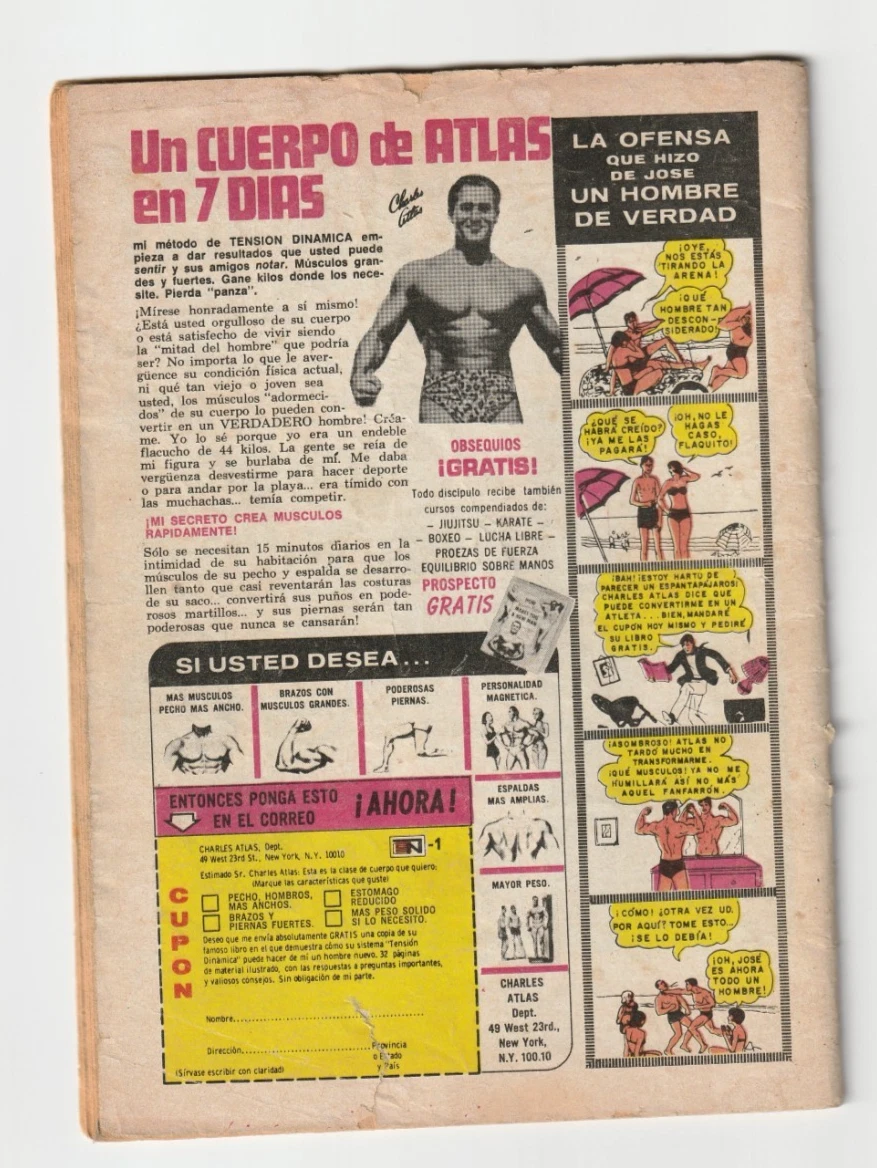 Un CUERPO de ATLAS
en 7 DIAS
Charles
Atlas
mi método de TENSION DINAMICA em-
pieza a dar resultados que usted puede
sentir y sus amigos notar. Músculos gran-
des y fuertes. Gane kilos donde los nece-
site. Pierda "panza".
¡Mírese honradamente a sí mismo!
¿Está usted orgulloso de su cuerpo
o está satisfecho de vivir siendo
la "mitad del hombre" que podría
ser? No importa lo que le aver-
güence su condición física actual,
ni qué tan viejo o joven sea
usted, los músculos "adormeci-
dos" de su cuerpo lo pueden con-
vertir en un VERDADERO hombre! Créa-
me. Yo lo sé porque yo era un endeble
flacucho de 44 kilos. La gente se reía de
mi figura y se burlaba de mí. Me daba
vergüenza desvestirme para hacer deporte
o para andar por la playa... era tímido con
las muchachas... temía competir.
¡MI SECRETO CREA MUSCULOS
RAPIDAMENTE!
Sólo se necesitan 15 minutos diarios en la
intimidad de su habitación para que los
músculos de su pecho y espalda se desarro-
llen tanto que casi reventarán las costuras
de su saco... convertirá sus puños en pode-
rosos martillos... y sus piernas serán tan
poderosas que nunca se cansarán!
OBSEQUIOS
¡GRATIS!
Todo discípulo recibe también
cursos compendiados de:
– JIUJITSU – KARATE –
– BOXEO – LUCHA LIBRE –
PROEZAS DE FUERZA
EQUILIBRIO SOBRE MANOS
PROSPECTO
GRATIS
SI USTED DESEA...
MAS MUSCULOS
PECHO MAS ANCHO.
BRAZOS CON
MUSCULOS GRANDES.
PODEROSAS
PIERNAS.
PERSONALIDAD
MAGNETICA.
ESPALDAS
MAS AMPLIAS.
MAYOR PESO.
ENTONCES PONGA ESTO
EN EL CORREO
¡AHORA!
CUPON
CHARLES ATLAS, Dept.
49 West 23rd St., New York, N.Y. 10010
EN -1
Estimado Sr. Charles Atlas: Esta es la clase de cuerpo que quiero:
(Marque las características que guste)
PECHO, HOMBROS,
MAS ANCHOS.
BRAZOS Y
PIERNAS FUERTES.
ESTOMAGO
REDUCIDO
MAS PESO SOLIDO
SI LO NECESITO.
Deseo que me envía absolutamente GRATIS una copia de su
famoso libro en el que demuestra cómo su sistema "Tensión
Dinámica" puede hacer de mí un hombre nuevo. 32 páginas
de material ilustrado, con las respuestas a preguntas importantes,
y valiosos consejos. Sin obligación de mi parte.
Nombre
Dirección
Provincia
o Estado
y País
(Sírvase escribir con claridad)
CHARLES
ATLAS
Dept.
49 West 23rd.,
New York,
N.Y. 100.10
LA OFENSA
QUE HIZO
DE JOSE
UN HOMBRE
DE VERDAD
¡OYE,
NOS ESTÁS
TIRANDO LA
ARENA!
¡QUÉ
HOMBRE TAN
DESCON-
SIDERADO!
¿QUÉ SE
HABRÁ CREÍDO?
¡YA ME LAS
PAGARÁ!
¡OH, NO LE
HAGAS
CASO,
FLAQUITO!
¡BAH! ¡ESTOY HARTO DE
PARECER UN ESPANTAPÁJAROS!
CHARLES ATLAS DICE QUE
PUEDE CONVERTIRME EN UN
ATLETA... BIEN, MANDARÉ
EL CUPON HOY MISMO Y PEDIRÉ
SU LIBRO
GRATIS.
¡ASOMBROSO! ATLAS NO
TARDÓ MUCHO EN
TRANSFORMARME.
¡QUÉ MUSCULOS! YA NO ME
HUMILLARÁ ASÍ NO MÁS
AQUEL FANFARRÓN.
¡CÓMO! ¿OTRA VEZ UD.
POR AQUÍ? TOME ESTO...
¡SE LO DEBÍA!
¡OH, JOSÉ
ES AHORA
TODO UN
HOMBRE!